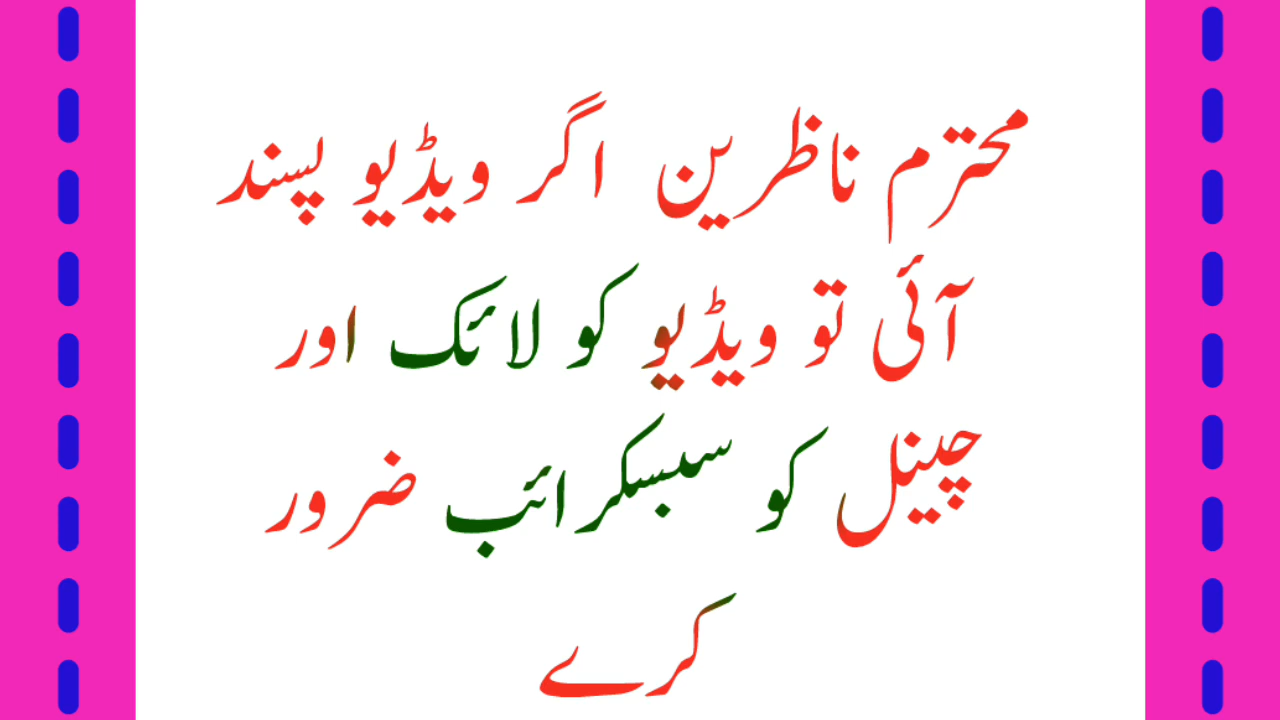 محترم ناظرین اگر ویڈیو پسند
آئی تو ویڈیو کو لائک اور
چینل کو سبسکرائب ضرور
کرے